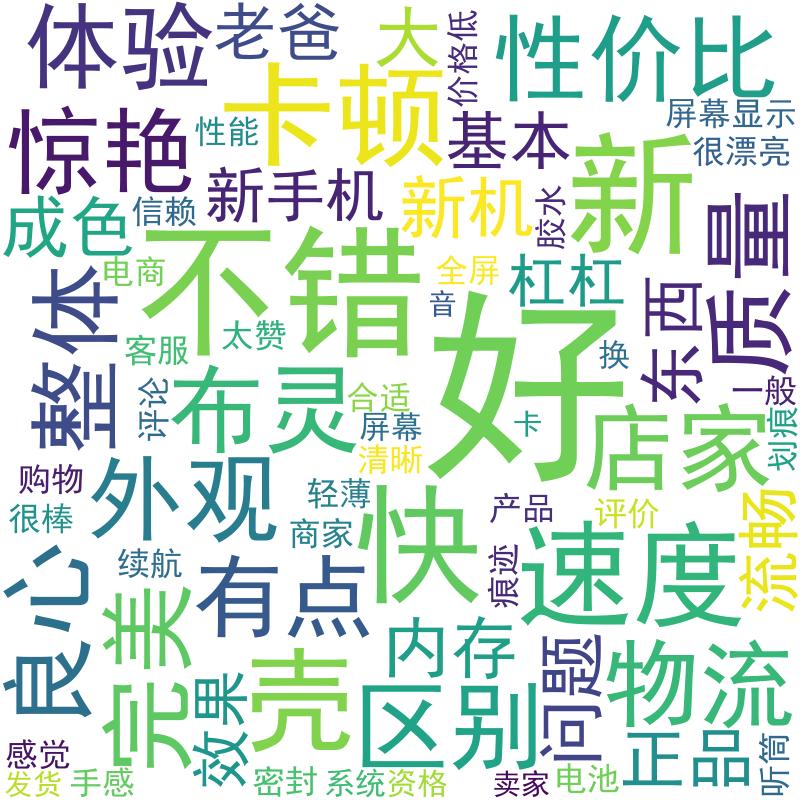 体验
老爸
大
价格低
性价比
惊艳
性能
卡顿
基本
屏幕显示
很漂亮
成色
信赖
新手机
新机
胶水
新
质量
电商
不错
全屏
杠杠
东西
整体
客服
太赞
音
好
换
一般
评论
布灵
合适
屏幕
卡
店家
划痕
清晰
购物
很棒
外观
轻薄
商家
快
产品
评价
流畅
良心
续航
有点
痕迹
速度
完美
效果
壳
内存
区别
问题
物流
正品
听筒
感觉
发货
手感
密封
系统
资格
卖家
电池